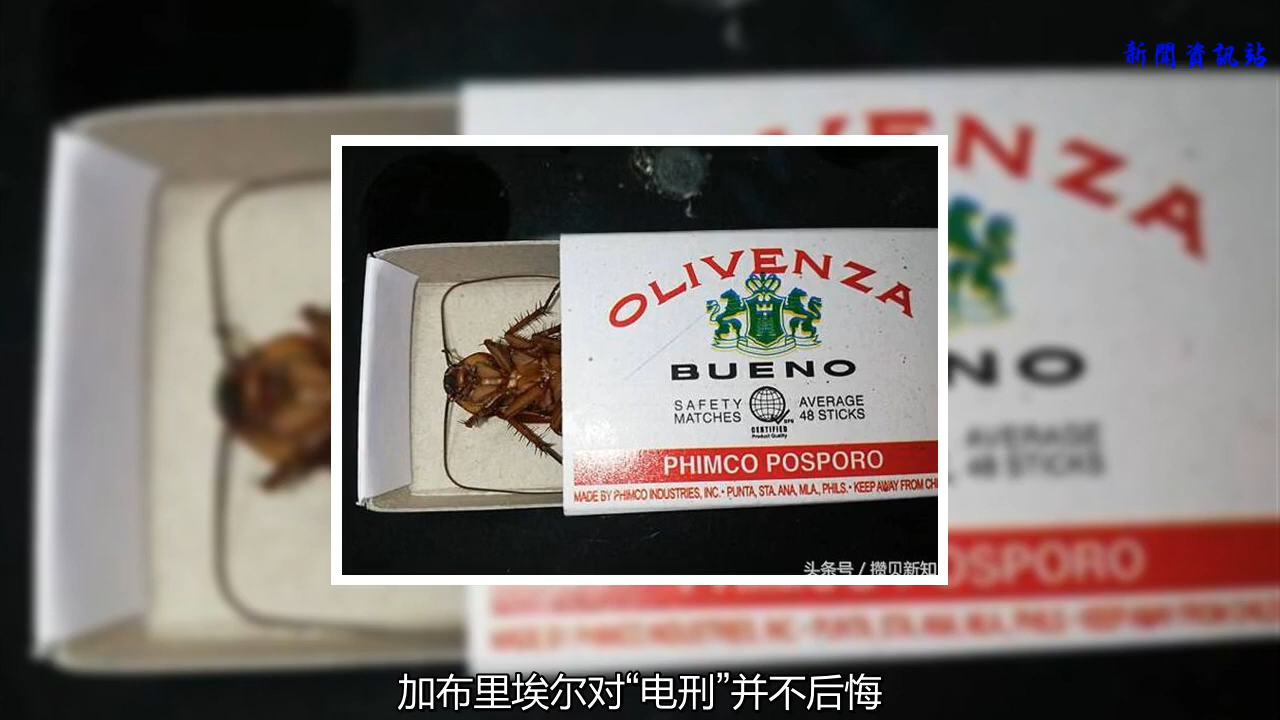 新聞資訊站
OLIVENZA
BUENO
SAFETY MATCHES
CERTIFIED
Product Quality
AVERAGE 48 STICKS
PHIMCO POSPORO
MADE BY PHIMCO INDUSTRIES, INC. • PUNTA, STA. ANA, MLA., PHILS. • KEEP AWAY FROM CHI
头条号 / 攒贝新知
加布里埃尔对“电刑”并不后悔